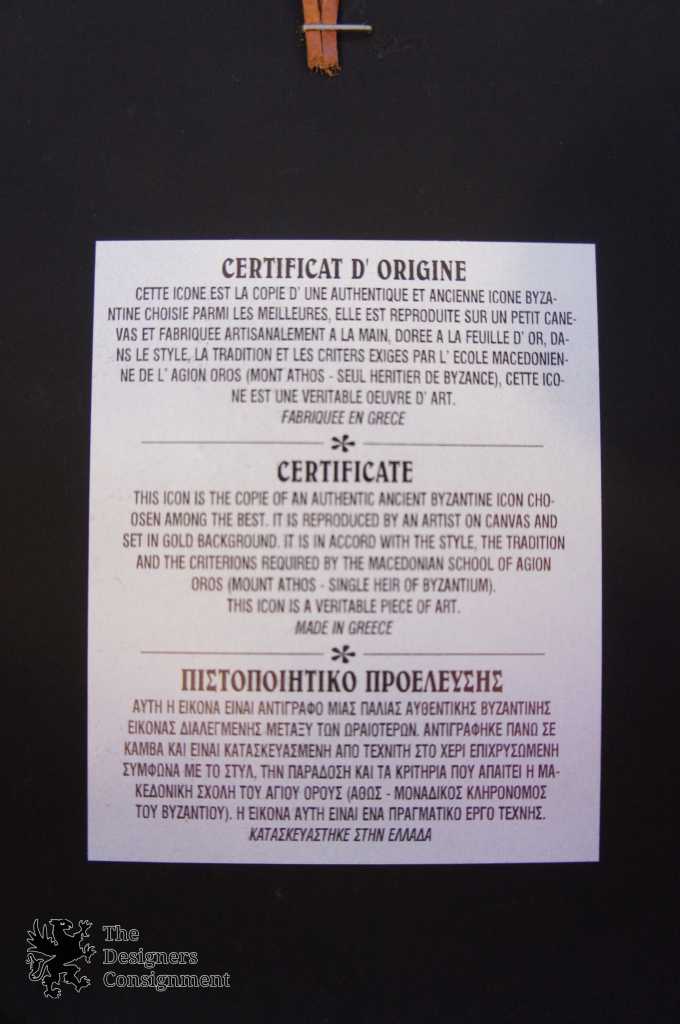 CERTIFICAT D' ORIGINE
CETTE ICONE EST LA COPIE D' UNE AUTHENTIQUE ET ANCIENNE ICONE BYZA-
NTINE CHOISIE PARMI LES MEILLEURES, ELLE EST REPRODUITE SUR UN PETIT CANE-
VAS ET FABRIQUEE ARTISANALEMENT A LA MAIN, DOREE A LA FEUILLE D' OR, DA-
NS LE STYLE, LA TRADITION ET LES CRITERS EXIGES PAR L' ECOLE MACEDONIEN-
NE DE L' AGION OROS (MONT ATHOS - SEUL HERITIER DE BYZANCE), CETTE ICO-
NE EST UNE VERITABLE OEUVRE D' ART.
FABRIQUEE EN GRECE
CERTIFICATE
THIS ICON IS THE COPIE OF AN AUTHENTIC ANCIENT BYZANTINE ICON CHO-
OSEN AMONG THE BEST. IT IS REPRODUCED BY AN ARTIST ON CANVAS AND
SET IN GOLD BACKGROUND. IT IS IN ACCORD WITH THE STYLE, THE TRADITION
AND THE CRITERIONS REQUIRED BY THE MACEDONIAN SCHOOL OF AGION
OROS (MOUNT ATHOS - SINGLE HEIR OF BYZANTIUM).
THIS ICON IS A VERITABLE PIECE OF ART.
MADE IN GREECE
ΠΙΣΤΟΠΟΙΗΤΙΚΟ ΠΡΟΕΛΕΥΣΗΣ
ΑΥΤΗ Η ΕΙΚΟΝΑ ΕΙΝΑΙ ΑΝΤΙΓΡΑΦΟ ΜΙΑΣ ΠΑΛΙΑΣ ΑΥΘΕΝΤΙΚΗΣ ΒΥΖΑΝΤΙΝΗΣ
ΕΙΚΟΝΑΣ ΔΙΑΛΕΓΜΕΝΗΣ ΜΕΤΑΞΥ ΤΩΝ ΩΡΑΙΟΤΕΡΩΝ. ΑΝΤΙΓΡΑΦΗΚΕ ΠΑΝΩ ΣΕ
ΚΑΜΒΑ ΚΑΙ ΕΙΝΑΙ ΚΑΤΑΣΚΕΥΑΣΜΕΝΗ ΑΠΟ ΤΕΧΝΙΤΗ ΣΤΟ ΧΕΡΙ ΕΠΙΧΡΥΣΩΜΕΝΗ
ΣΥΜΦΩΝΑ ΜΕ ΤΟ ΣΤΥΛ, ΤΗΝ ΠΑΡΑΔΟΣΗ ΚΑΙ ΤΑ ΚΡΙΤΗΡΙΑ ΠΟΥ ΑΠΑΙΤΕΙ Η ΜΑ-
ΚΕΔΟΝΙΚΗ ΣΧΟΛΗ ΤΟΥ ΑΓΙΟΥ ΟΡΟΥΣ (ΑΘΩΣ - ΜΟΝΑΔΙΚΟΣ ΚΛΗΡΟΝΟΜΟΣ
ΤΟΥ ΒΥΖΑΝΤΙΟΥ). Η ΕΙΚΟΝΑ ΑΥΤΗ ΕΙΝΑΙ ΕΝΑ ΠΡΑΓΜΑΤΙΚΟ ΕΡΓΟ ΤΕΧΝΗΣ.
ΚΑΤΑΣΚΕΥΑΣΤΗΚΕ ΣΤΗΝ ΕΛΛΑΔΑ
The
Designers
Consignment